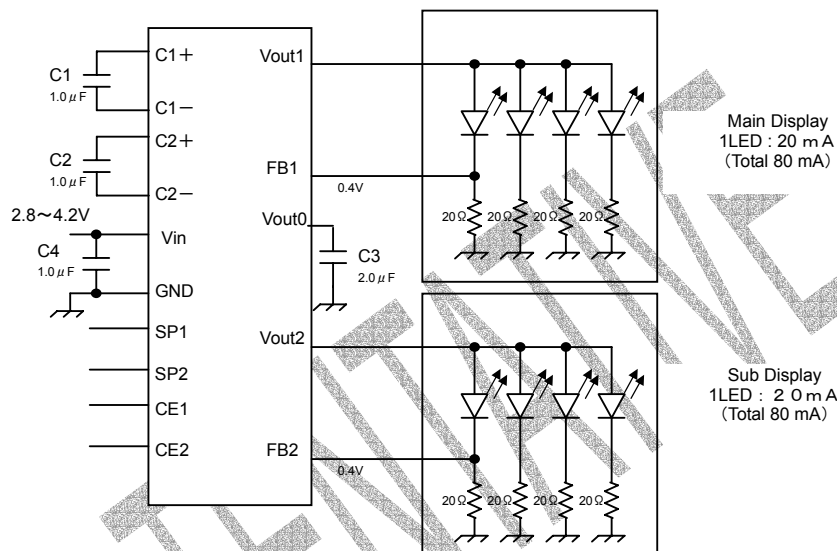 C1+
C1
1.0μF
C1-
C2+
C2
1.0μF
C2-
2.8~4.2V
Vin
C4
1.0μF
GND
SP1
SP2
CE1
CE2
Vout1
FB1
0.4V
Vout0
C3
2.0μF
Vout2
FB2
0.4V
20Ω 20Ω 20Ω 20Ω
Main Display
1LED : 20 mA
(Total 80 mA)
20Ω 20Ω 20Ω 20Ω
Sub Display
1LED : 20mA
(Total 80 mA)
TENTATIVE